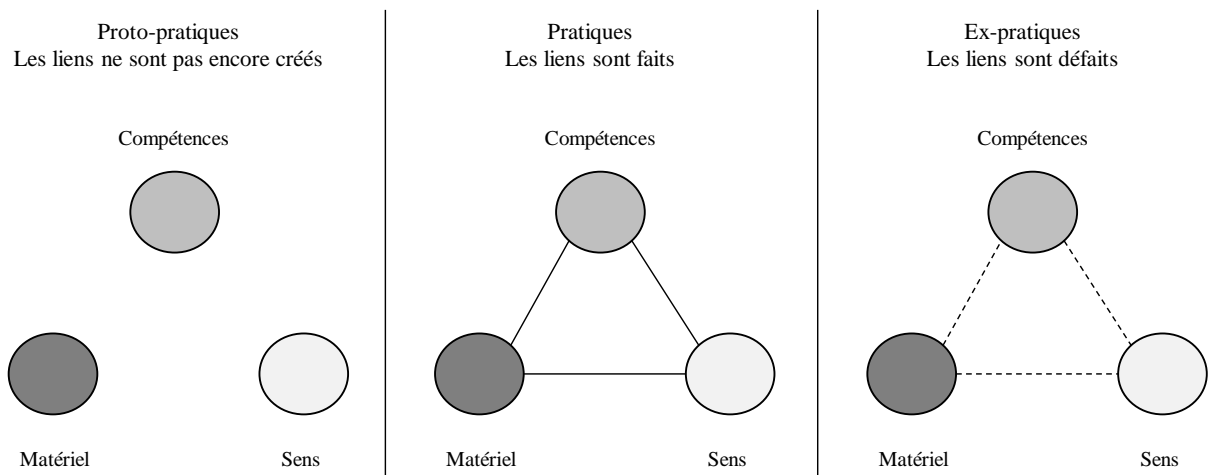 Proto-pratiques
Les liens ne sont pas encore créés
Compétences
Matériel
Sens
Pratiques
Les liens sont faits
Compétences
Matériel
Sens
Ex-pratiques
Les liens sont défaits
Compétences
Matériel
Sens